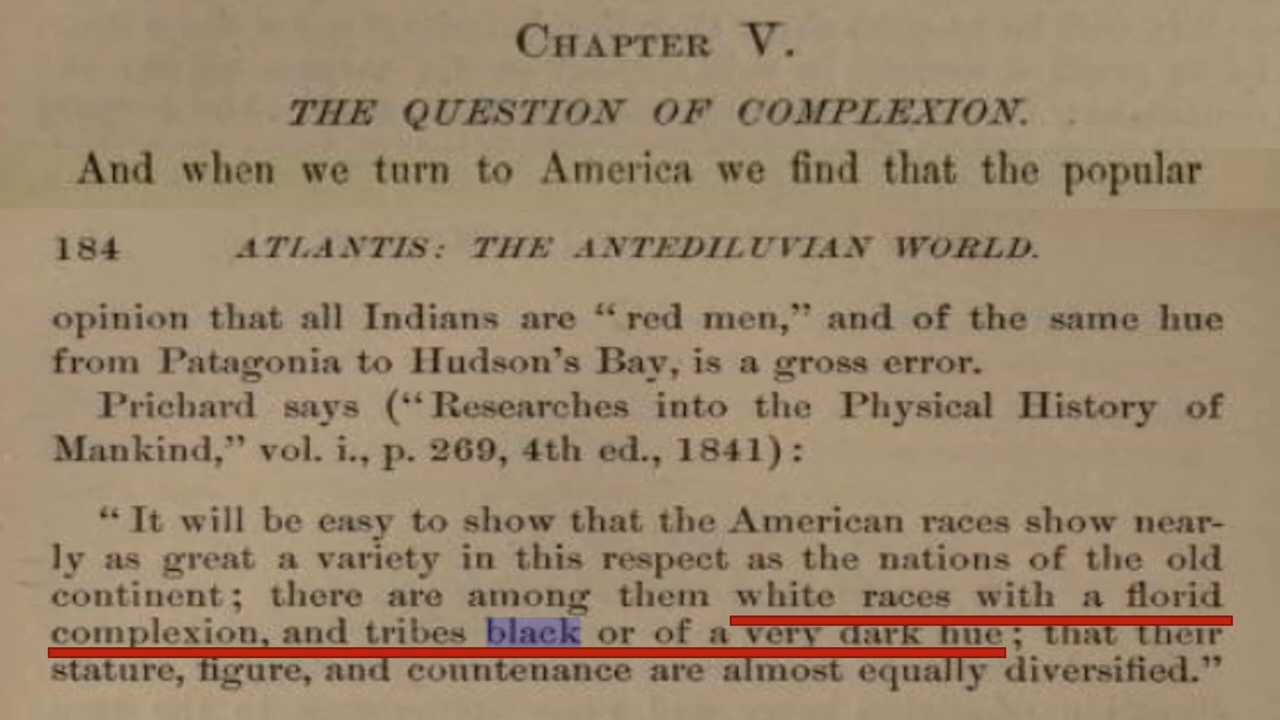 CHAPTER V.
THE QUESTION OF COMPLEXION.
And when we turn to America we find that the popular
184 ATLANTIS: THE ANTEDILUVIAN WORLD.
opinion that all Indians are “red men,” and of the same hue
from Patagonia to Hudson's Bay, is a gross error.
Prichard says (“Researches into the Physical History of
Mankind,” vol. i., p. 269, 4th ed., 1841):
“It will be easy to show that the American races show near-
ly as great a variety in this respect as the nations of the old
continent; there are among them white races with a florid
complexion, and tribes black or of a very dark hue; that their
stature, figure, and countenance are almost equally diversified.”